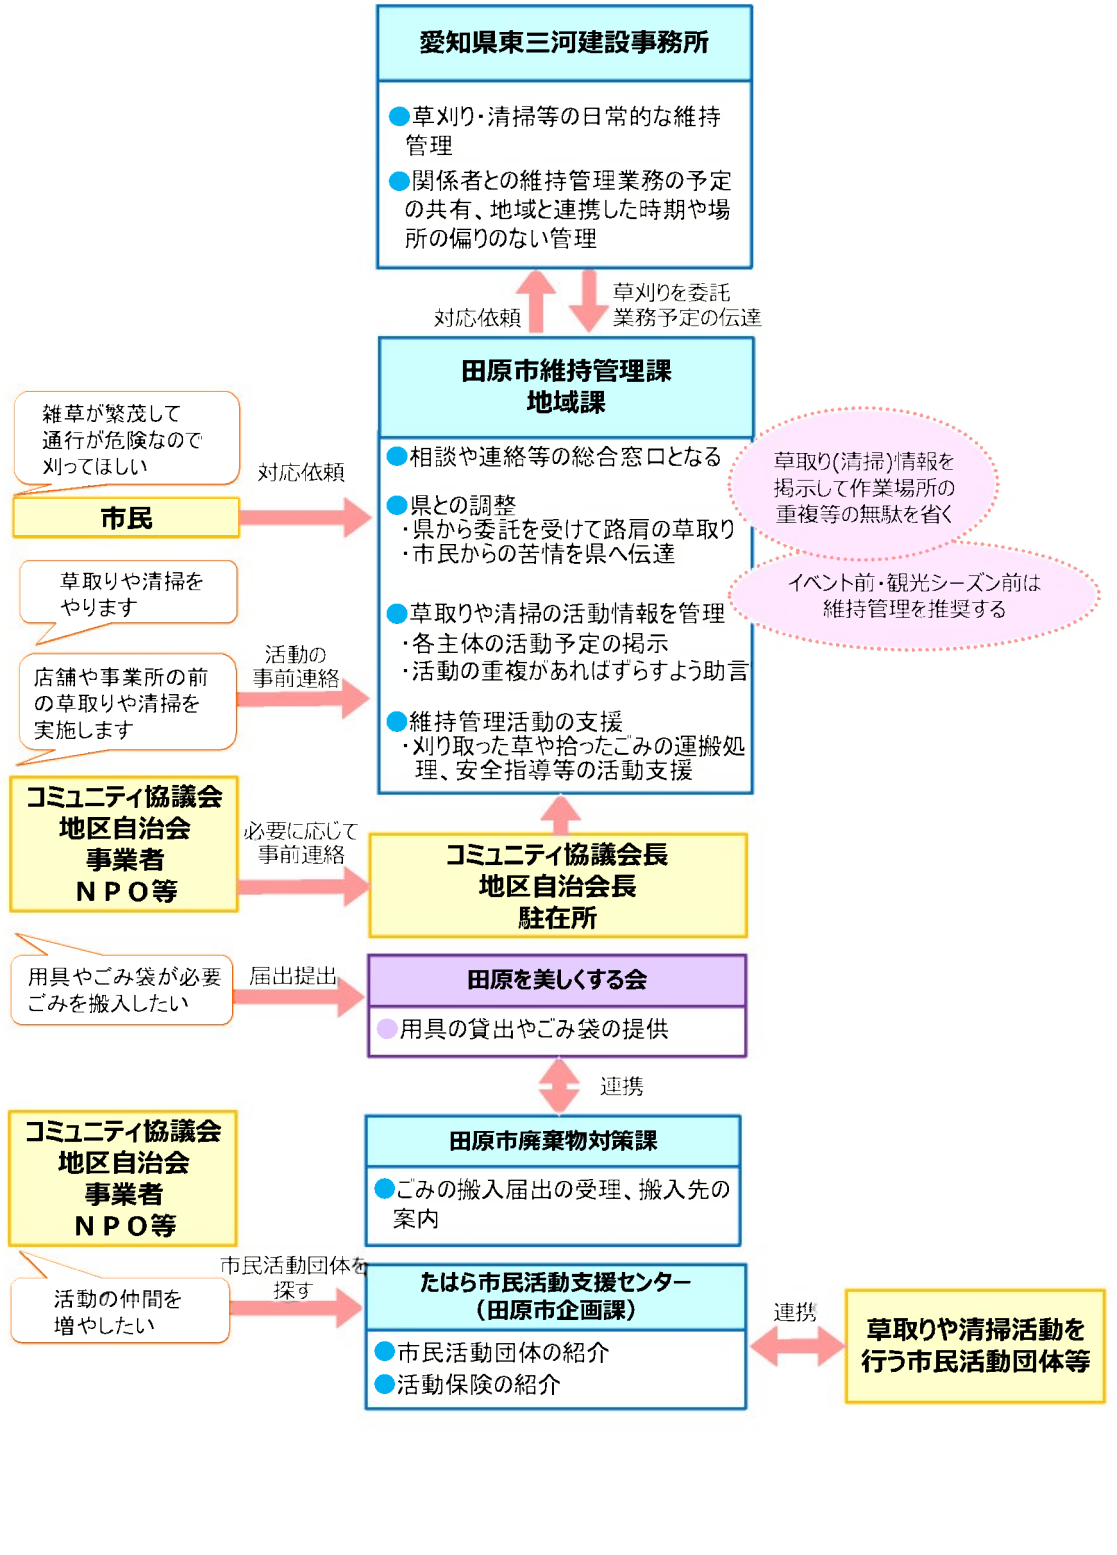 愛知県東三河建設事務所
●草刈り・清掃等の日常的な維持
管理
●関係者との維持管理業務の予定
の共有、地域と連携した時期や場
所の偏りのない管理
対応依頼
草刈りを委託
業務予定の伝達
田原市維持管理課
地域課
●相談や連絡等の総合窓口となる
●県との調整
・県から委託を受けて路肩の草取り
・市民からの苦情を県へ伝達
●草取りや清掃の活動情報を管理
・各主体の活動予定の掲示
・活動の重複があればずらすよう助言
●維持管理活動の支援
・刈り取った草や拾ったごみの運搬処
理、安全指導等の活動支援
草取り(清掃)情報を
掲示して作業場所の
重複等の無駄を省く
イベント前・観光シーズン前は
維持管理を推奨する
雑草が繁茂して
通行が危険なので
刈ってほしい
市民
対応依頼
草取りや清掃を
やります
店舗や事業所の前
の草取りや清掃を
実施します
活動の
事前連絡
コミュニティ協議会
地区自治会
事業者
ＮＰＯ等
必要に応じて
事前連絡
コミュニティ協議会長
地区自治会長
駐在所
用具やごみ袋が必要
ごみを搬入したい
届出提出
田原を美しくする会
●用具の貸出やごみ袋の提供
連携
田原市廃棄物対策課
●ごみの搬入届出の受理、搬入先の
案内
コミュニティ協議会
地区自治会
事業者
ＮＰＯ等
活動の仲間を
増やしたい
市民活動団体を
探す
たはら市民活動支援センター
（田原市企画課）
●市民活動団体の紹介
●活動保険の紹介
連携
草取りや清掃活動を
行う市民活動団体等